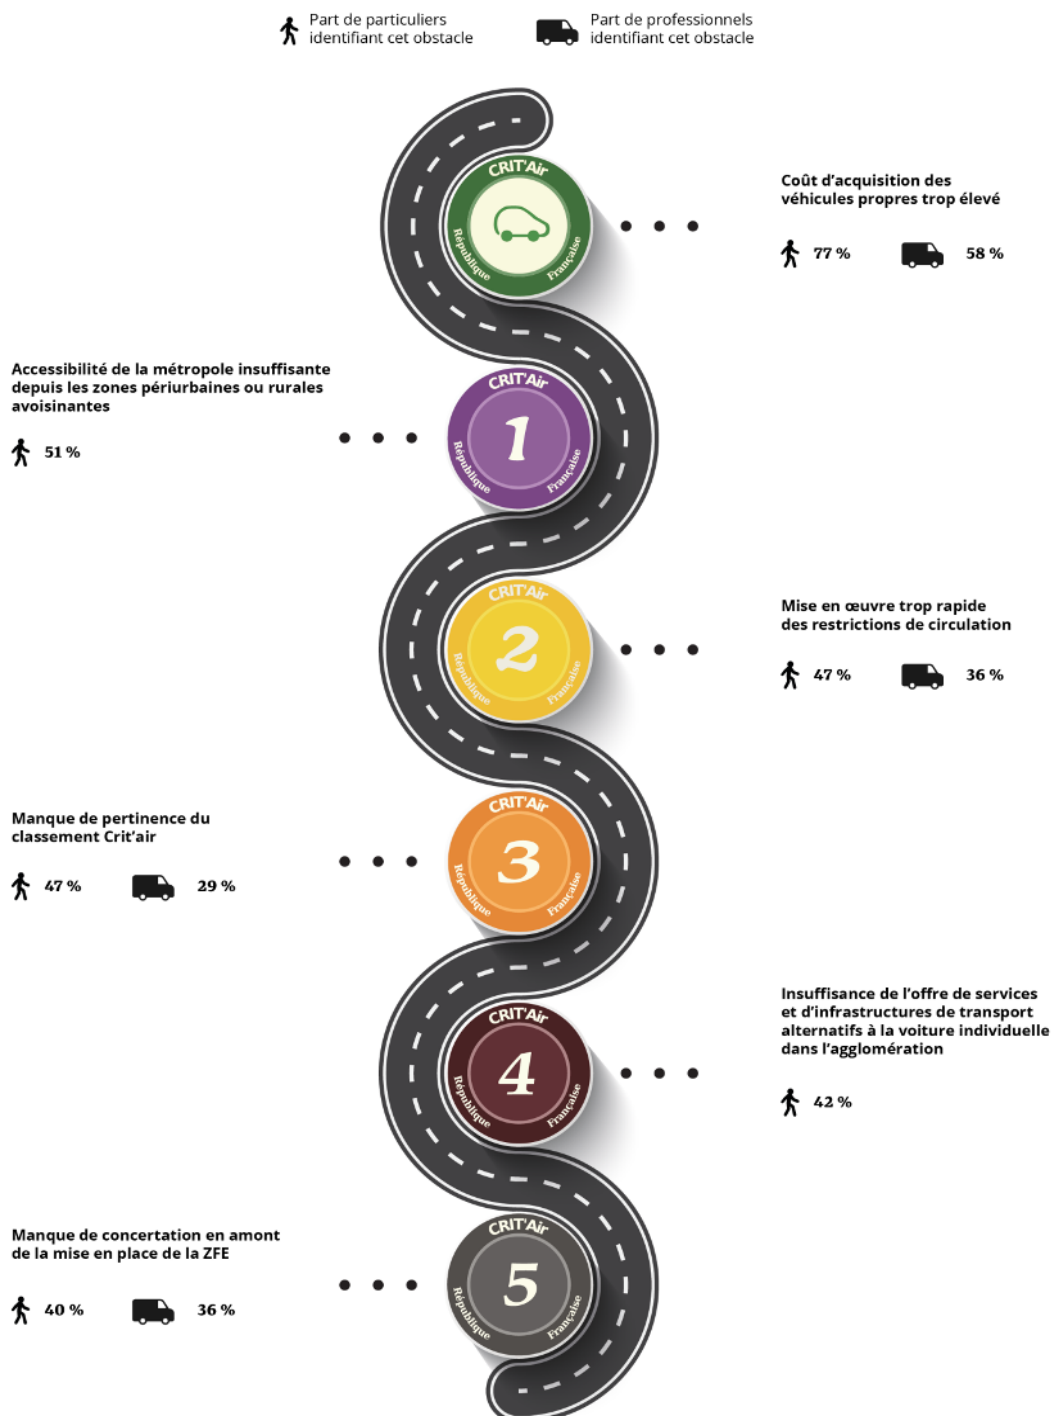 Part de particuliers
identifiant cet obstacle
Part de professionnels
identifiant cet obstacle
CRIT'Air
République
Française
Coût d’acquisition des
véhicules propres trop élevé
77 %
58 %
Accessibilité de la métropole insuffisante
depuis les zones périurbaines ou rurales
avoisinantes
51 %
CRIT'Air
1
République
Française
CRIT'Air
2
République
Française
Mise en œuvre trop rapide
des restrictions de circulation
47 %
36 %
Manque de pertinence du
classement Crit’air
47 %
29 %
CRIT'Air
3
République
Française
CRIT'Air
4
République
Française
Insuffisance de l’offre de services
et d’infrastructures de transport
alternatifs à la voiture individuelle
dans l’agglomération
42 %
Manque de concertation en amont
de la mise en place de la ZFE
40 %
36 %
CRIT'Air
5
République
Française